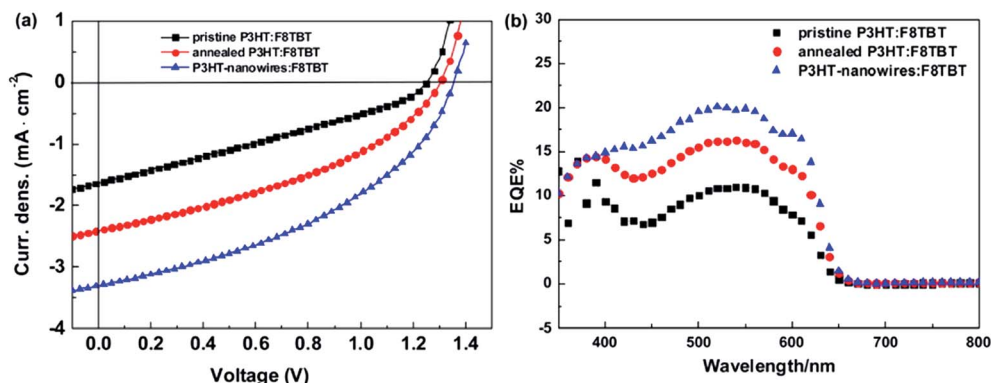 (a)
pristine P3HT:F8TBT
annealed P3HT:F8TBT
P3HT-nanowires:F8TBT
Curr. dens. (mA · cm⁻²)
1
0
-1
-2
-3
-4
0.0 0.2 0.4 0.6 0.8 1.0 1.2 1.4
Voltage (V)
(b)
pristine P3HT:F8TBT
annealed P3HT:F8TBT
P3HT-nanowires:F8TBT
EQE%
30
25
20
15
10
5
0
-5
400 500 600 700 800
Wavelength/nm